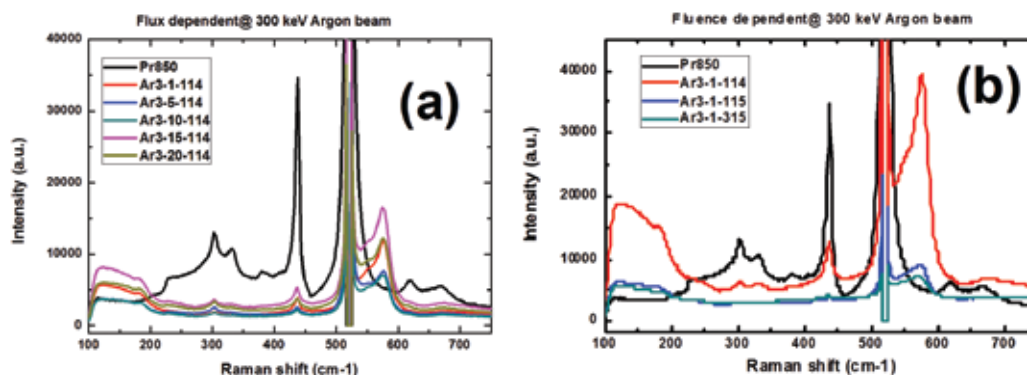 Flux dependent@ 300 keV Argon beam
40000
30000
20000
10000
0
Intensity (a.u.)
Pr850
Ar3-1-114
Ar3-5-114
Ar3-10-114
Ar3-15-114
Ar3-20-114
(a)
100 200 300 400 500 600 700
Raman shift (cm-1)
Fluence dependent@ 300 keV Argon beam
40000
30000
20000
10000
0
Intensity (a.u.)
Pr850
Ar3-1-114
Ar3-1-115
Ar3-1-315
(b)
100 200 300 400 500 600 700
Raman shift (cm-1)